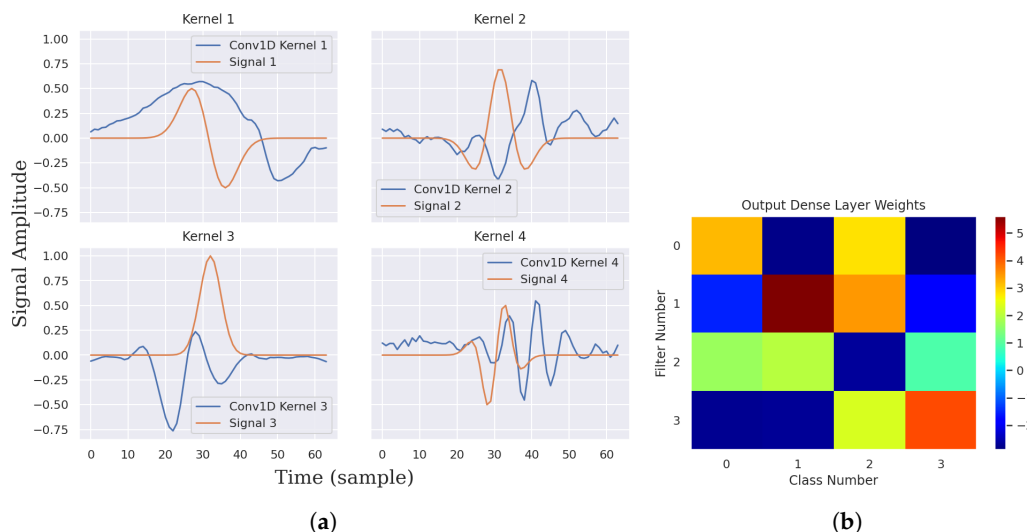 Kernel 1
Kernel 2
1.00
0.75
0.50
0.25
0.00
−0.25
−0.50
−0.75
Conv1D Kernel 1
Signal 1
Conv1D Kernel 2
Signal 2
Kernel 3
Kernel 4
1.00
0.75
0.50
0.25
0.00
−0.25
−0.50
−0.75
Conv1D Kernel 3
Signal 3
Conv1D Kernel 4
Signal 4
0 10 20 30 40 50 60
0 10 20 30 40 50 60
Signal Amplitude
Time (sample)
(a)
Output Dense Layer Weights
0
1
2
3
Filter Number
0 1 2 3
Class Number
5
4
3
2
1
0
(b)